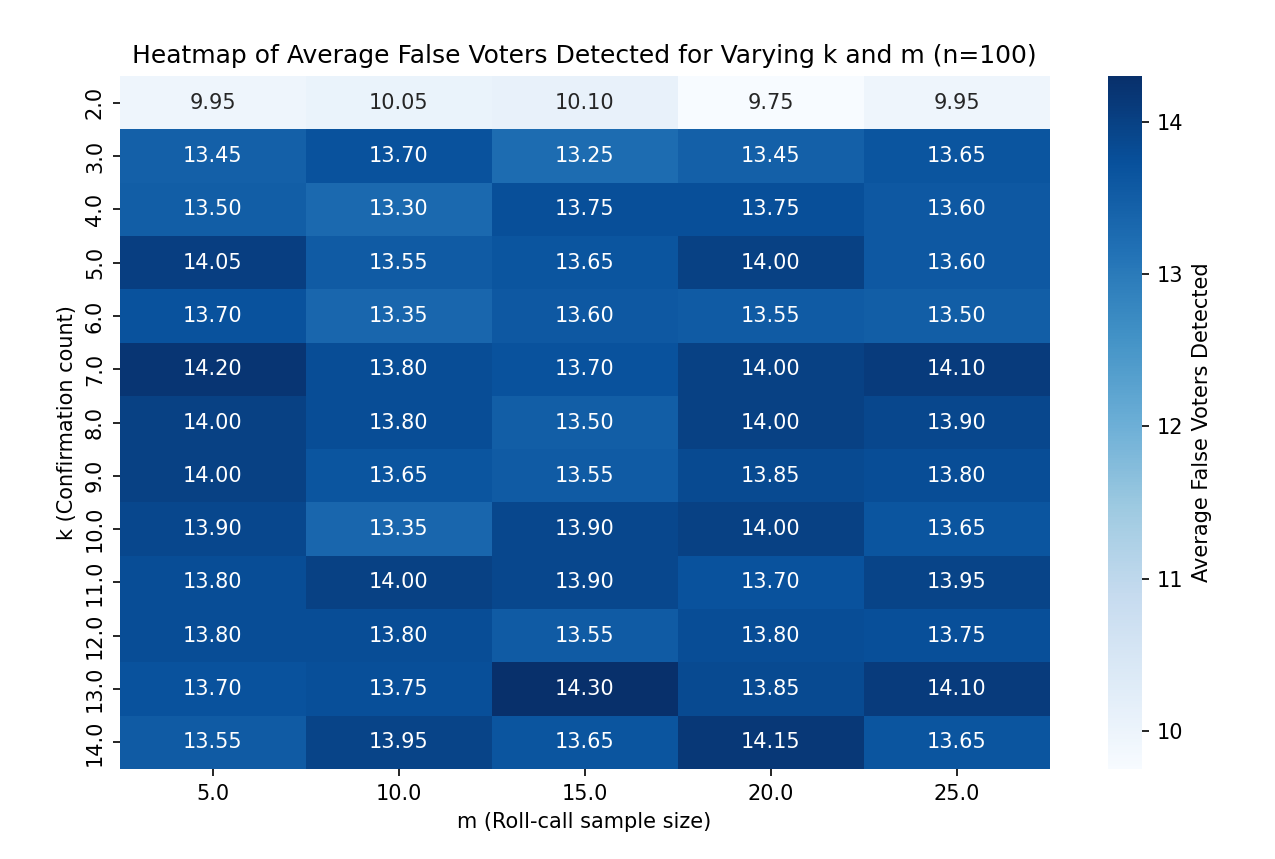 Heatmap of Average False Voters Detected for Varying k and m (n=100)
2.0 9.95 10.05 10.10 9.75 9.95
3.0 13.45 13.70 13.25 13.45 13.65
4.0 13.50 13.30 13.75 13.75 13.60
5.0 14.05 13.55 13.65 14.00 13.60
6.0 13.70 13.35 13.60 13.55 13.50
7.0 14.20 13.80 13.70 14.00 14.10
8.0 14.00 13.80 13.50 14.00 13.90
9.0 14.00 13.65 13.55 13.85 13.80
10.0 13.90 13.35 13.90 14.00 13.65
11.0 13.80 14.00 13.90 13.70 13.95
12.0 13.80 13.80 13.55 13.80 13.75
13.0 13.70 13.75 14.30 13.85 14.10
14.0 13.55 13.95 13.65 14.15 13.65
5.0 10.0 15.0 20.0 25.0
m (Roll-call sample size)
k (Confirmation count)
14
13
12
11
10
Average False Voters Detected